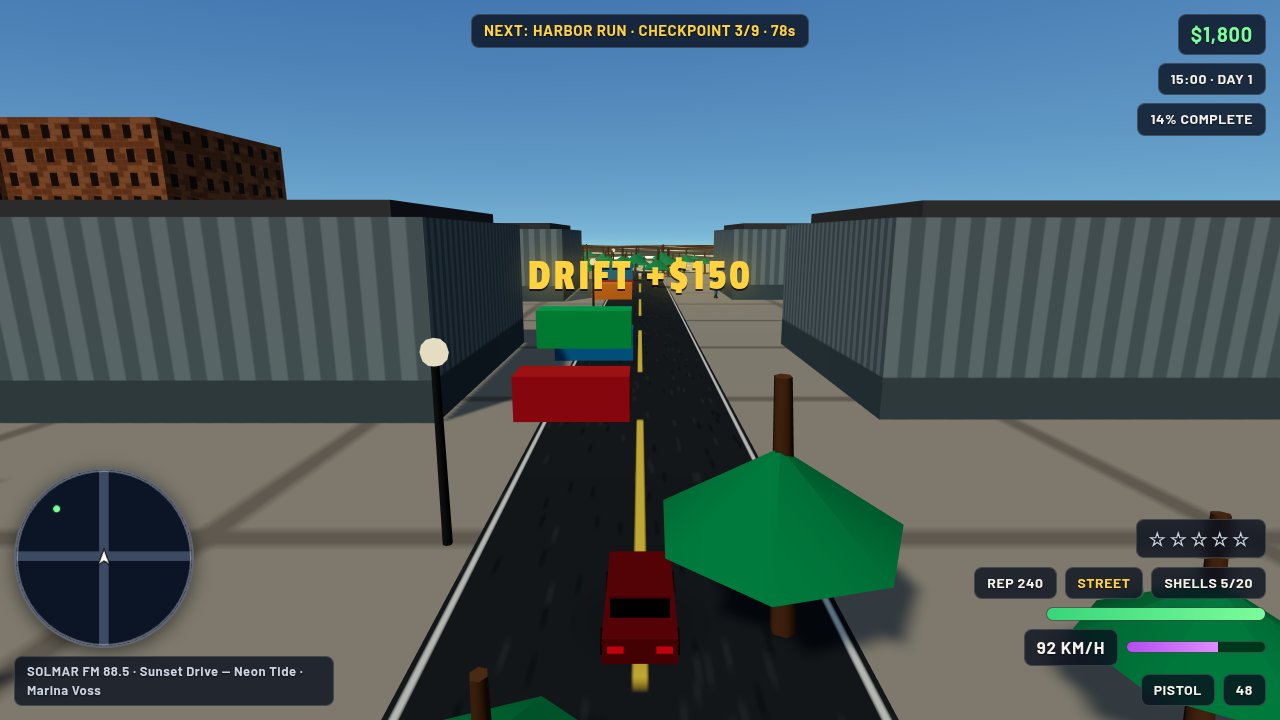 NEXT: HARBOR RUN · CHECKPOINT 3/9 · 78s
$1,800
15:00 · DAY 1
14% COMPLETE
DRIFT +$150
REP 240
STREET
SHELLS 5/20
92 KM/H
SOLMAR FM 88.5 · Sunset Drive — Neon Tide ·
Marina Voss
PISTOL
48